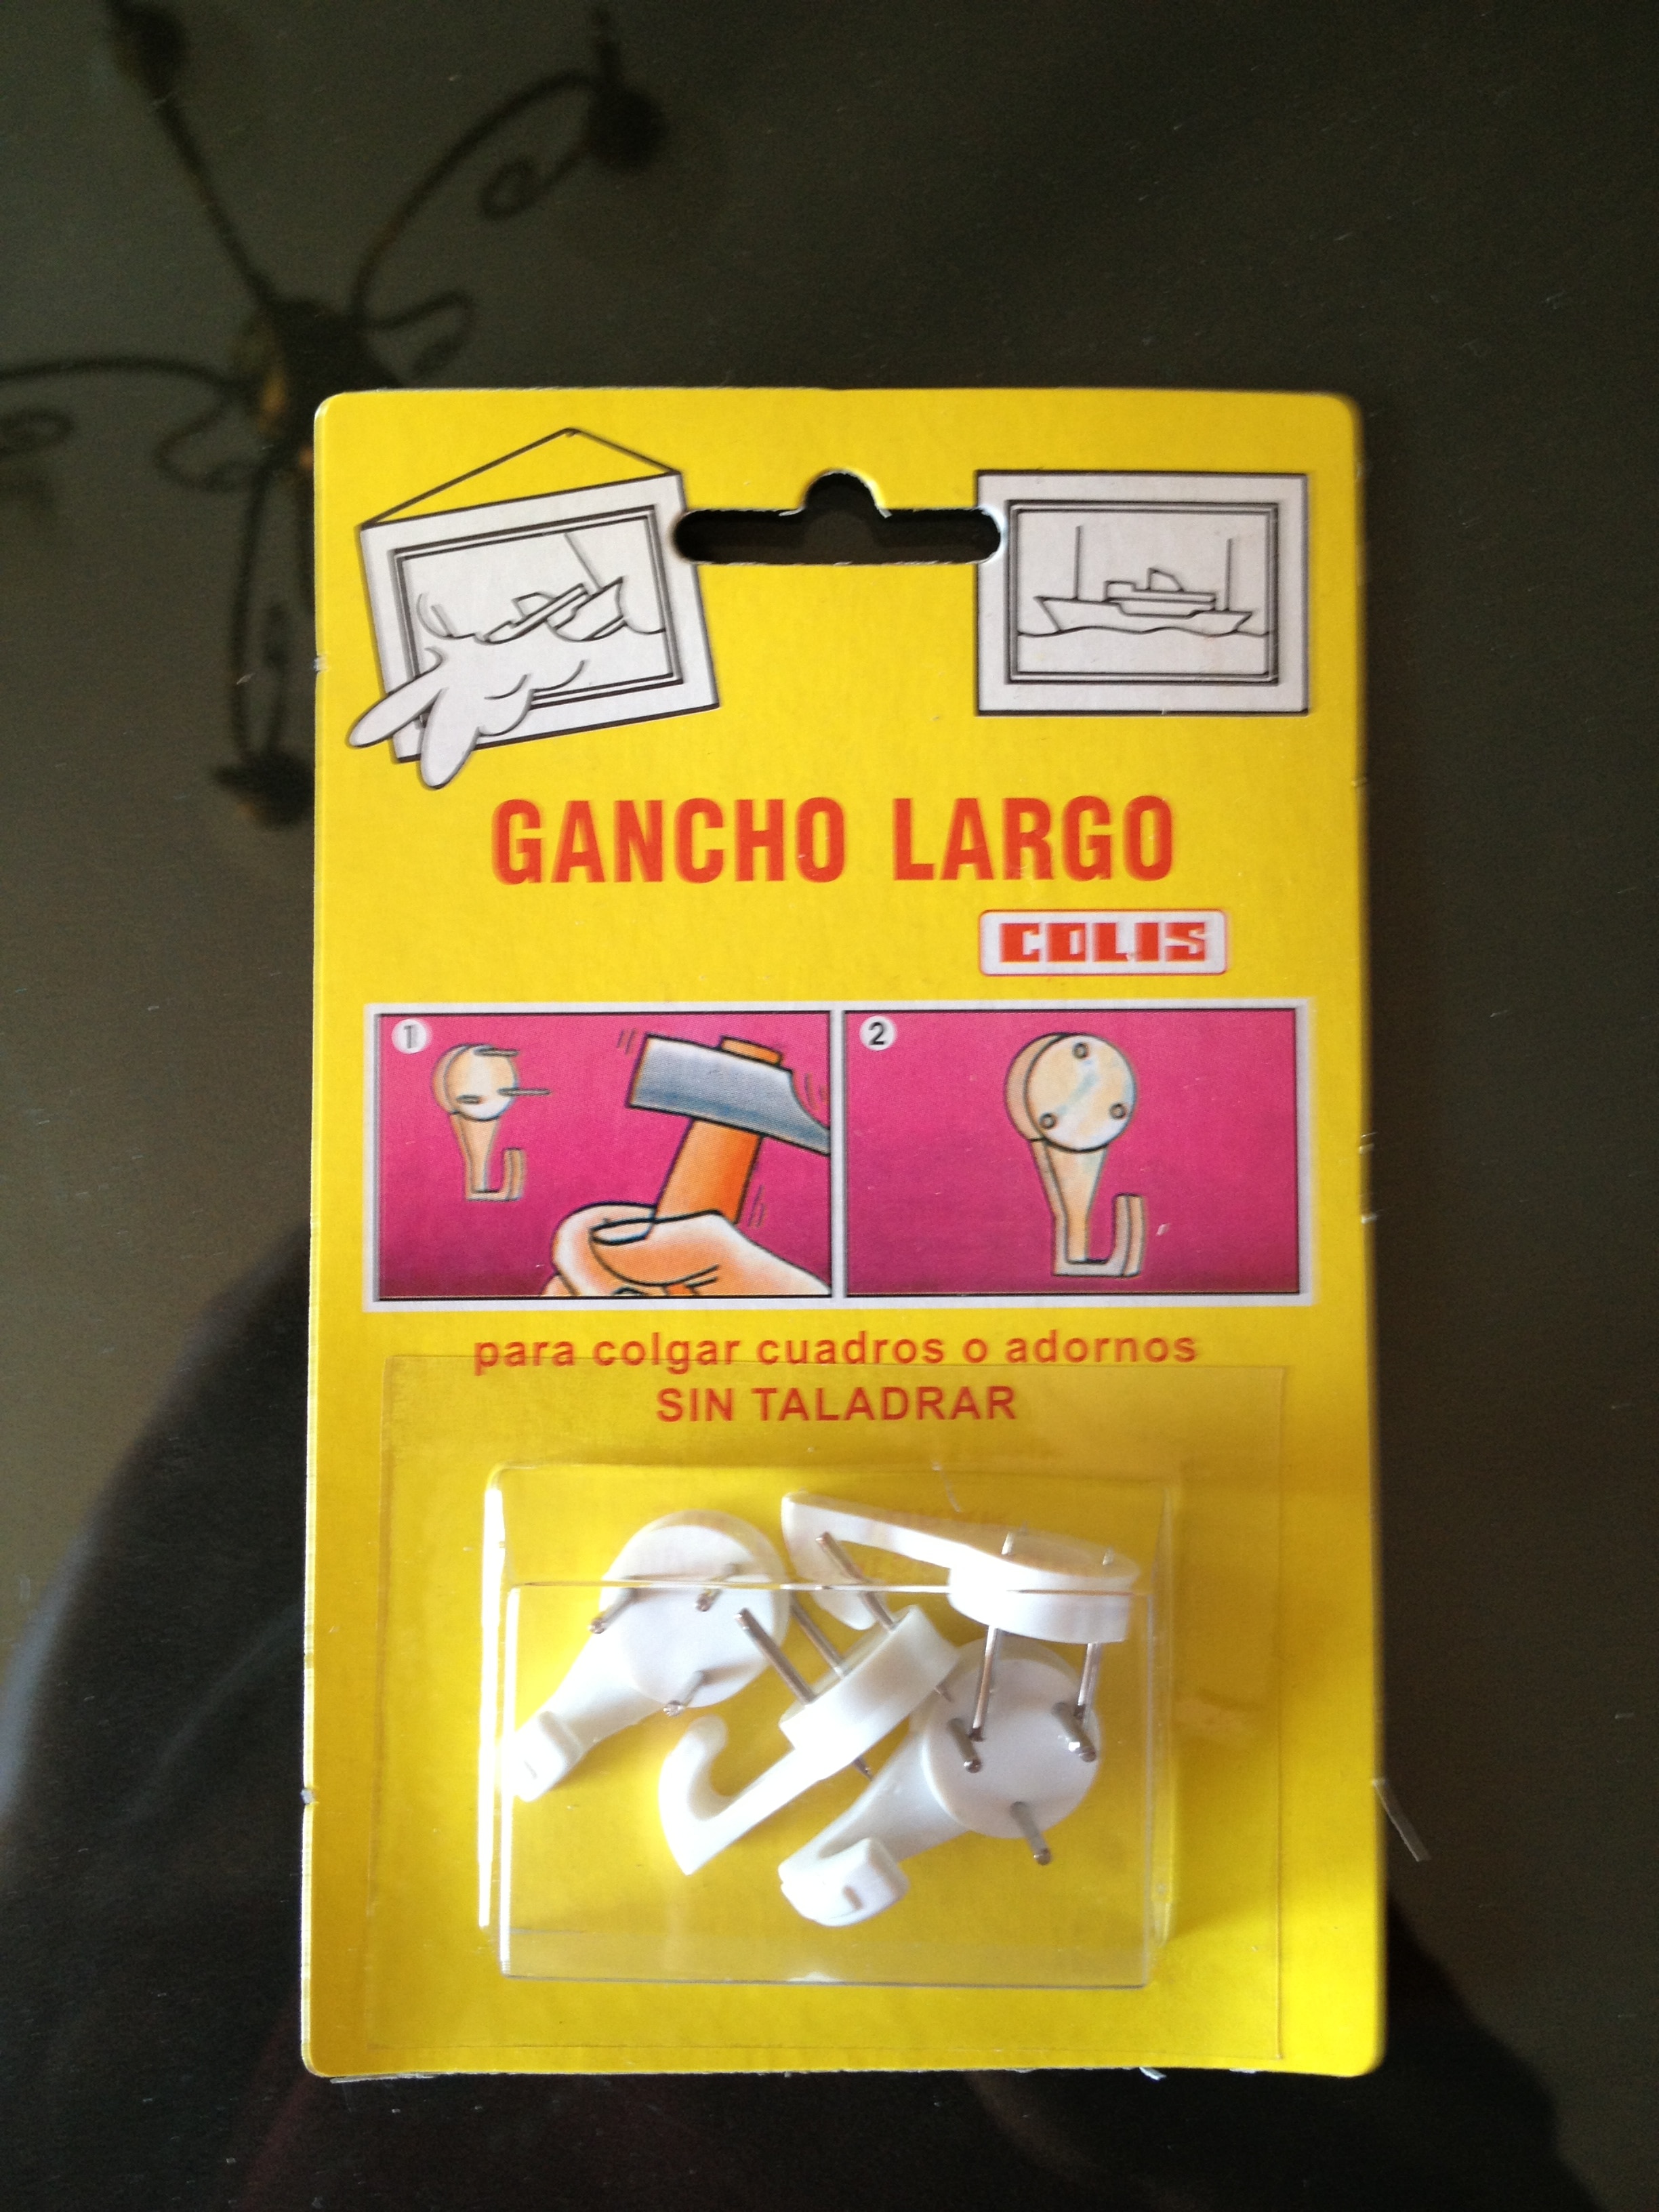 GANCHO LARGO
COLIS
1
2
para colgar cuadros o adornos
SIN TALADRAR